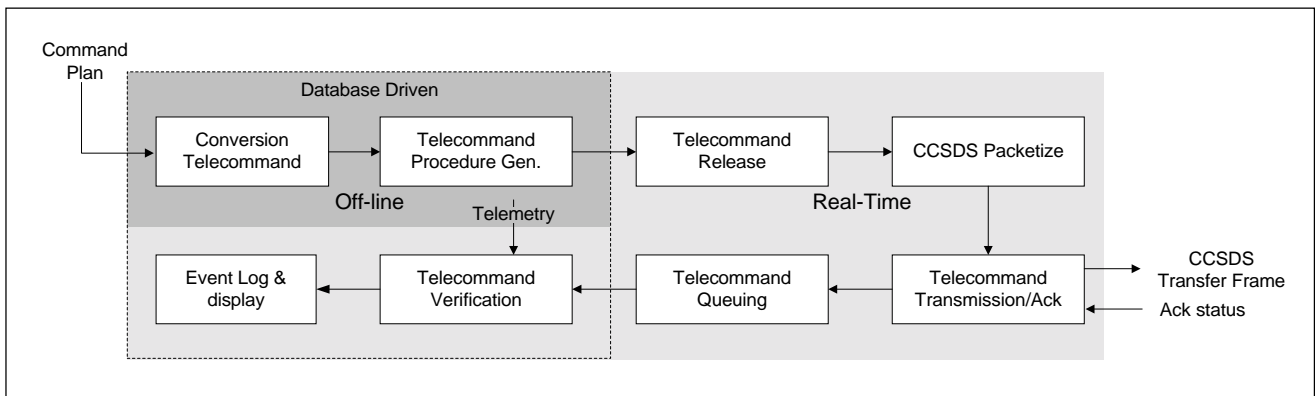 Command
Plan
Database Driven
Conversion
Telecommand
Telecommand
Procedure Gen.
Telecommand
Release
CCSDS Packetize
Off-line
Real-Time
Telemetry
Event Log &
display
Telecommand
Verification
Telecommand
Queuing
Telecommand
Transmission/Ack
CCSDS
Transfer Frame
Ack status